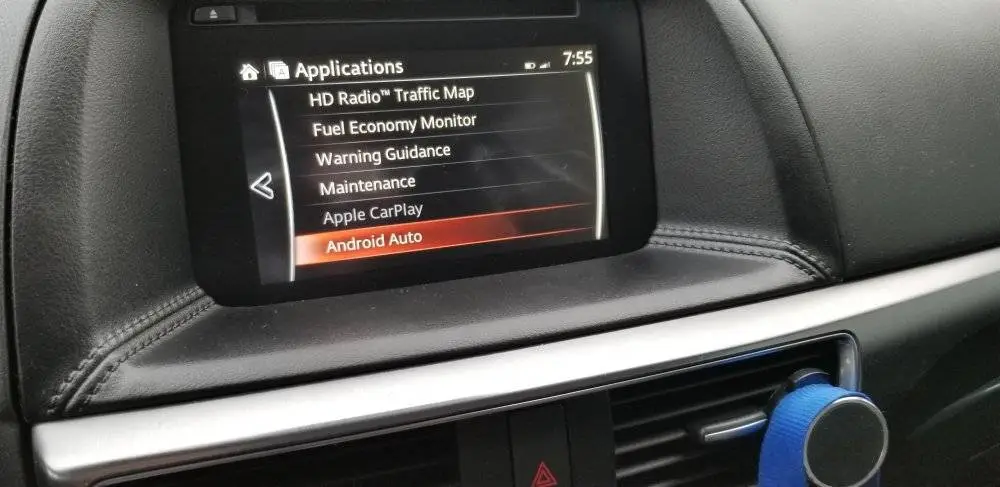 Applications
7:55
HD Radio™ Traffic Map
Fuel Economy Monitor
Warning Guidance
Maintenance
Apple CarPlay
Android Auto